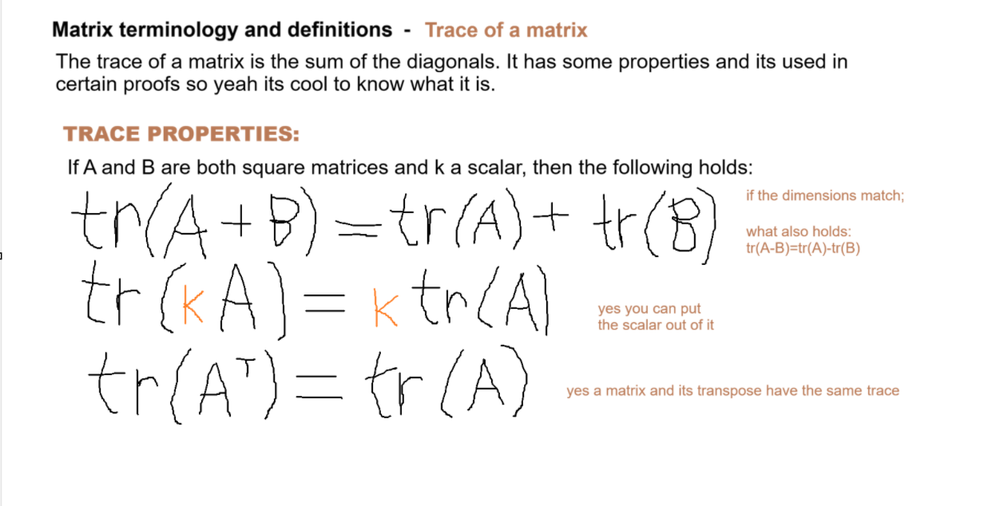 Matrix terminology and definitions - Trace of a matrix
The trace of a matrix is the sum of the diagonals. It has some properties and its used in
certain proofs so yeah its cool to know what it is.
TRACE PROPERTIES:
If A and B are both square matrices and k a scalar, then the following holds:
tr(A+B)=tr(A)+ tr(B)
if the dimensions match;
what also holds:
tr(A-B)=tr(A)-tr(B)
tr(kA)=k tr(A)
yes you can put
the scalar out of it
tr(Aᵀ)=tr(A)
yes a matrix and its transpose have the same trace